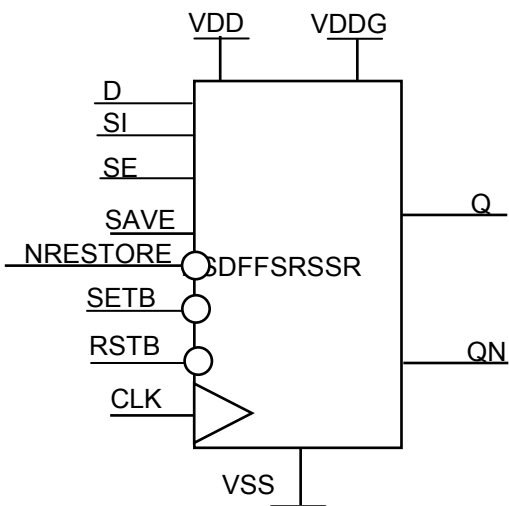 VDD VDDG
D
SI
SE
SAVE
NRESTORE
SDFFSRSSR
SETB
RSTB
CLK
Q
QN
VSS